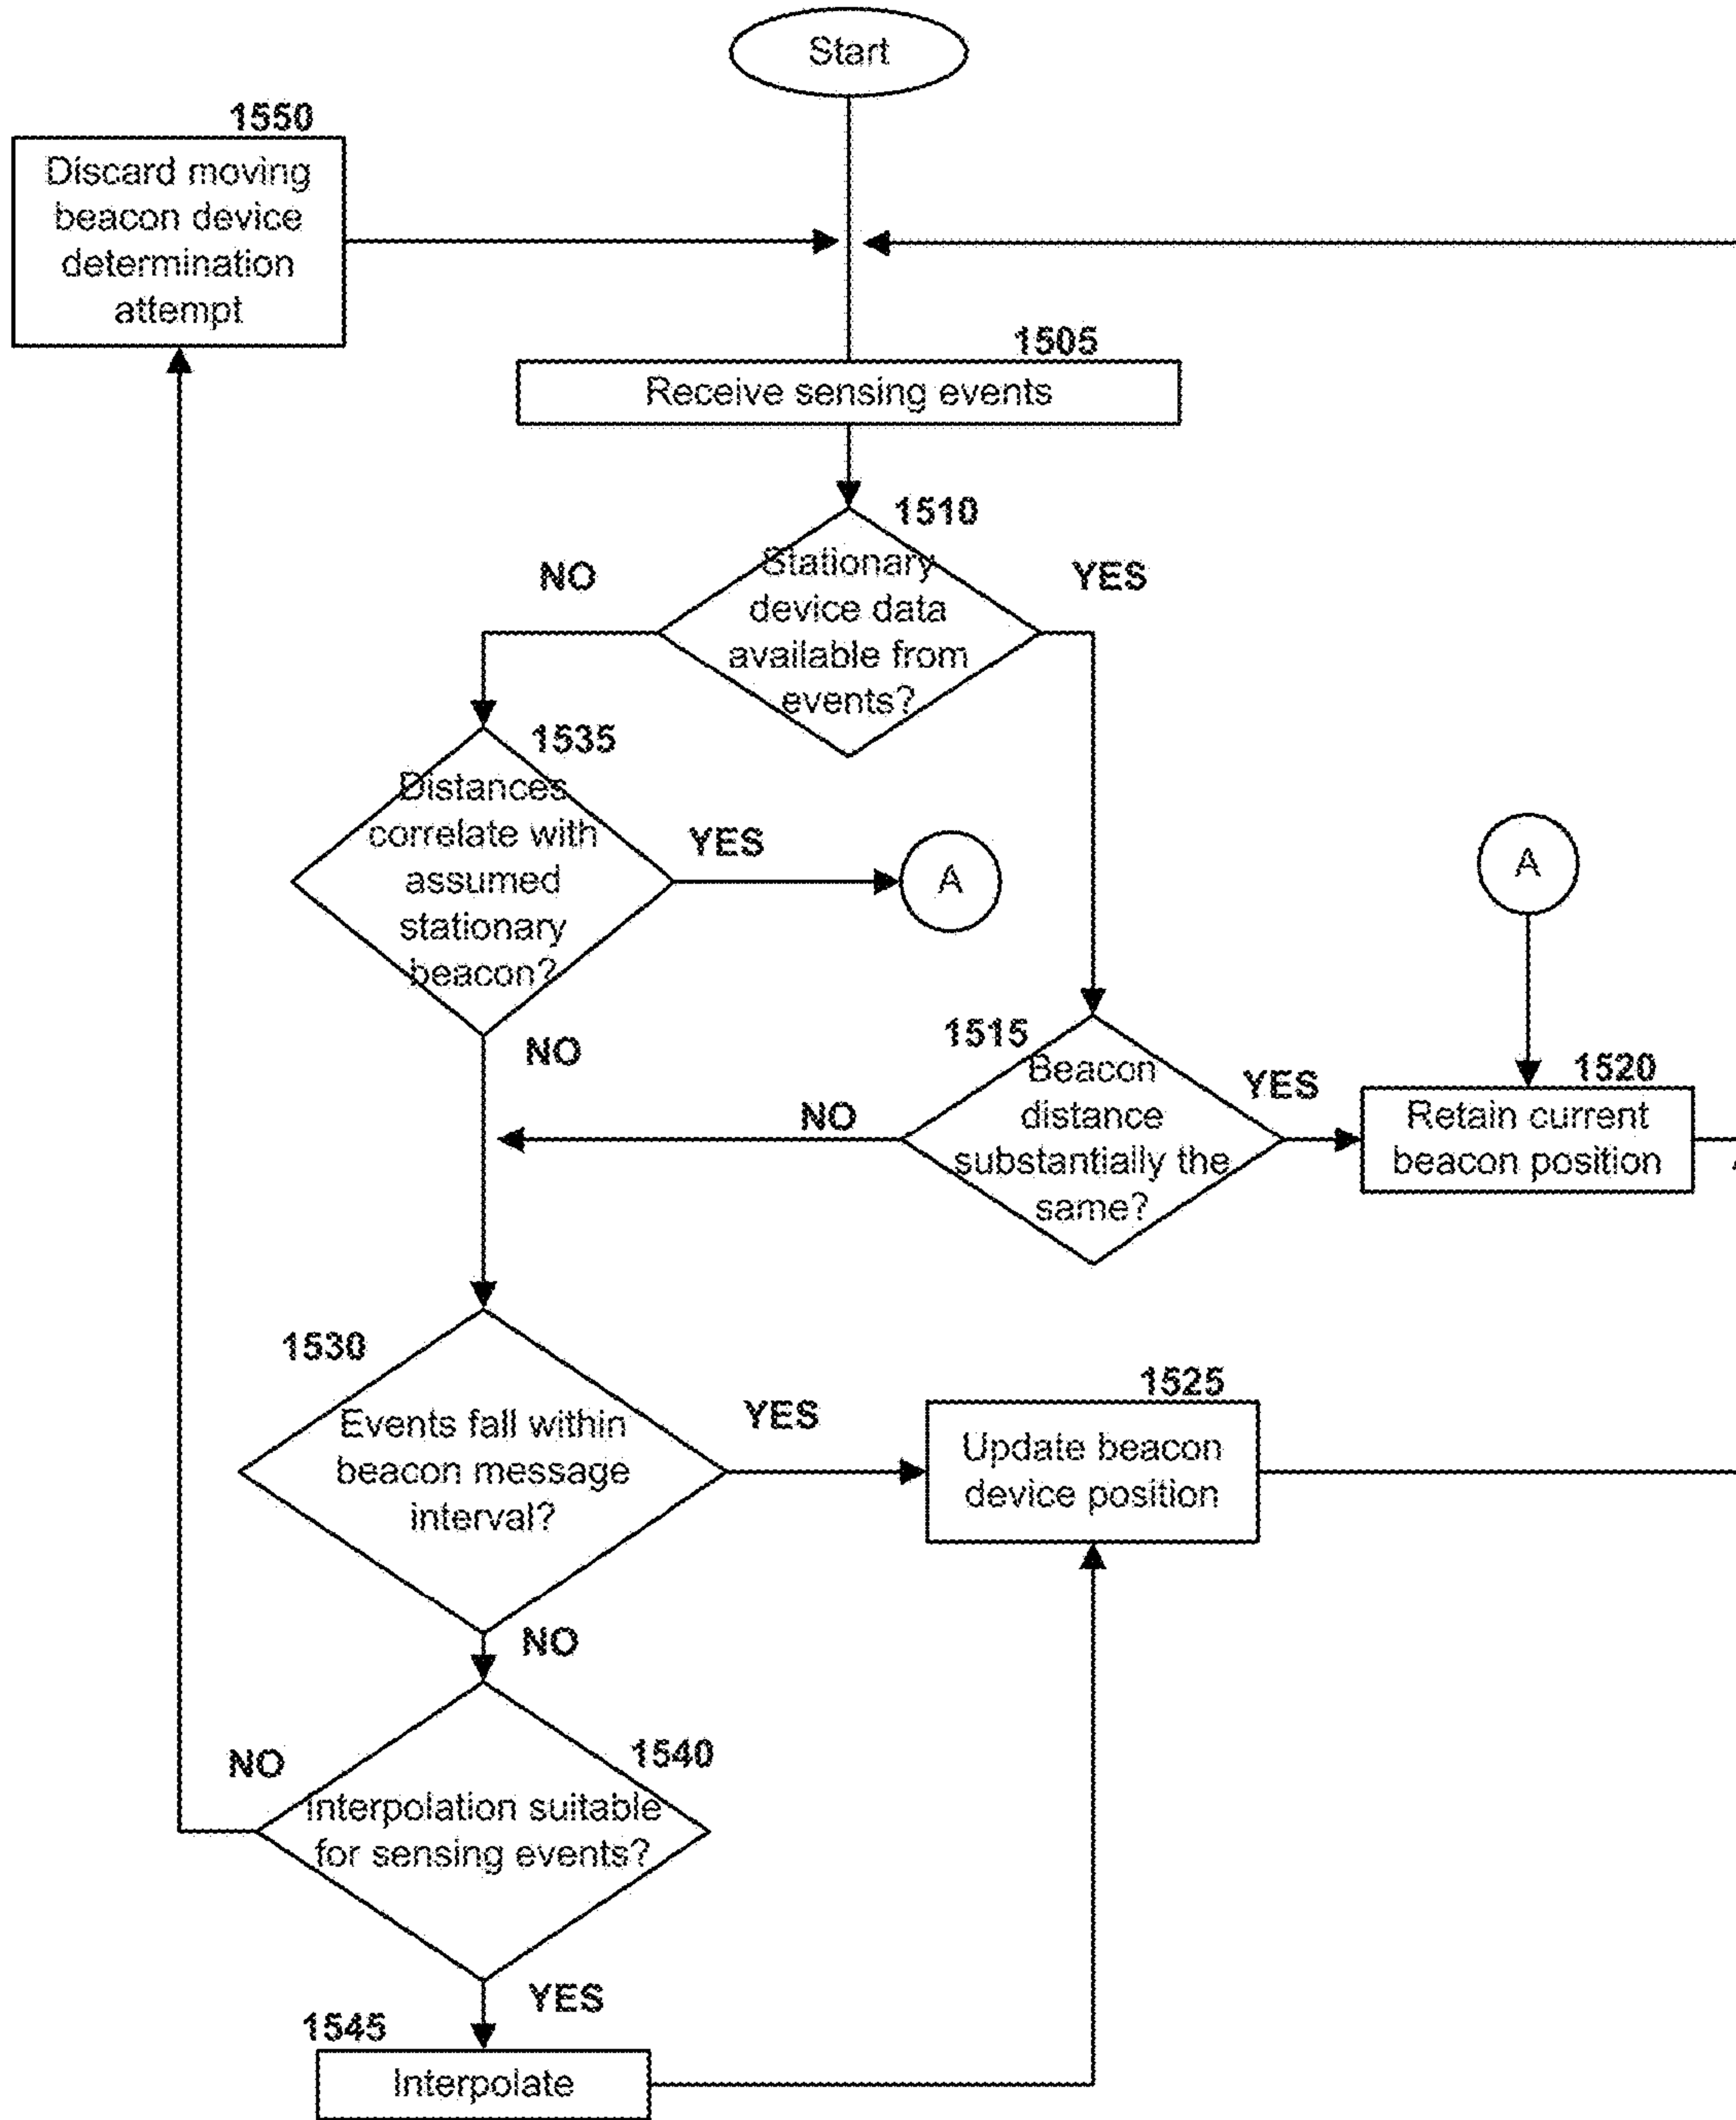 Start
1550
Discard moving
beacon device
determination
attempt
1505
Receive sensing events
1510
NO
YES
Stationary
device data
available from
events?
1535
Distances
correlate with
assumed
stationary
beacon?
YES
A
A
NO
1515
Beacon
distance
substantially the
same?
NO
YES
1520
Retain current
beacon position
1530
Events fall within
beacon message
interval?
YES
1525
Update beacon
device position
NO
NO
1540
Interpolation suitable
for sensing events?
YES
1545
Interpolate